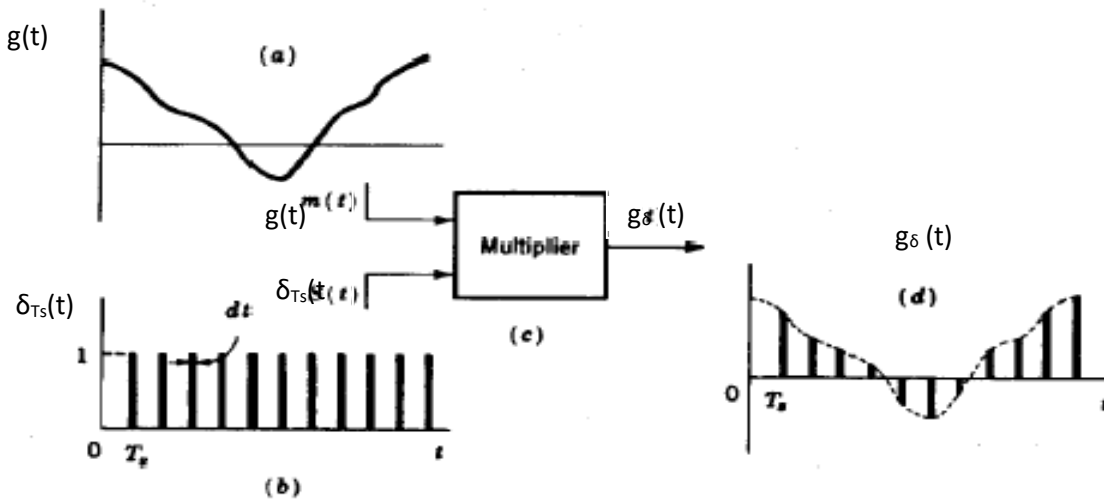 g(t)
(a)
g(t) m(t)
Multiplier
gδ (t)
δTs(t
(t)
(c)
δTs(t)
dt
1
0 Ts t
(b)
gδ (t)
(d)
0 Ts t